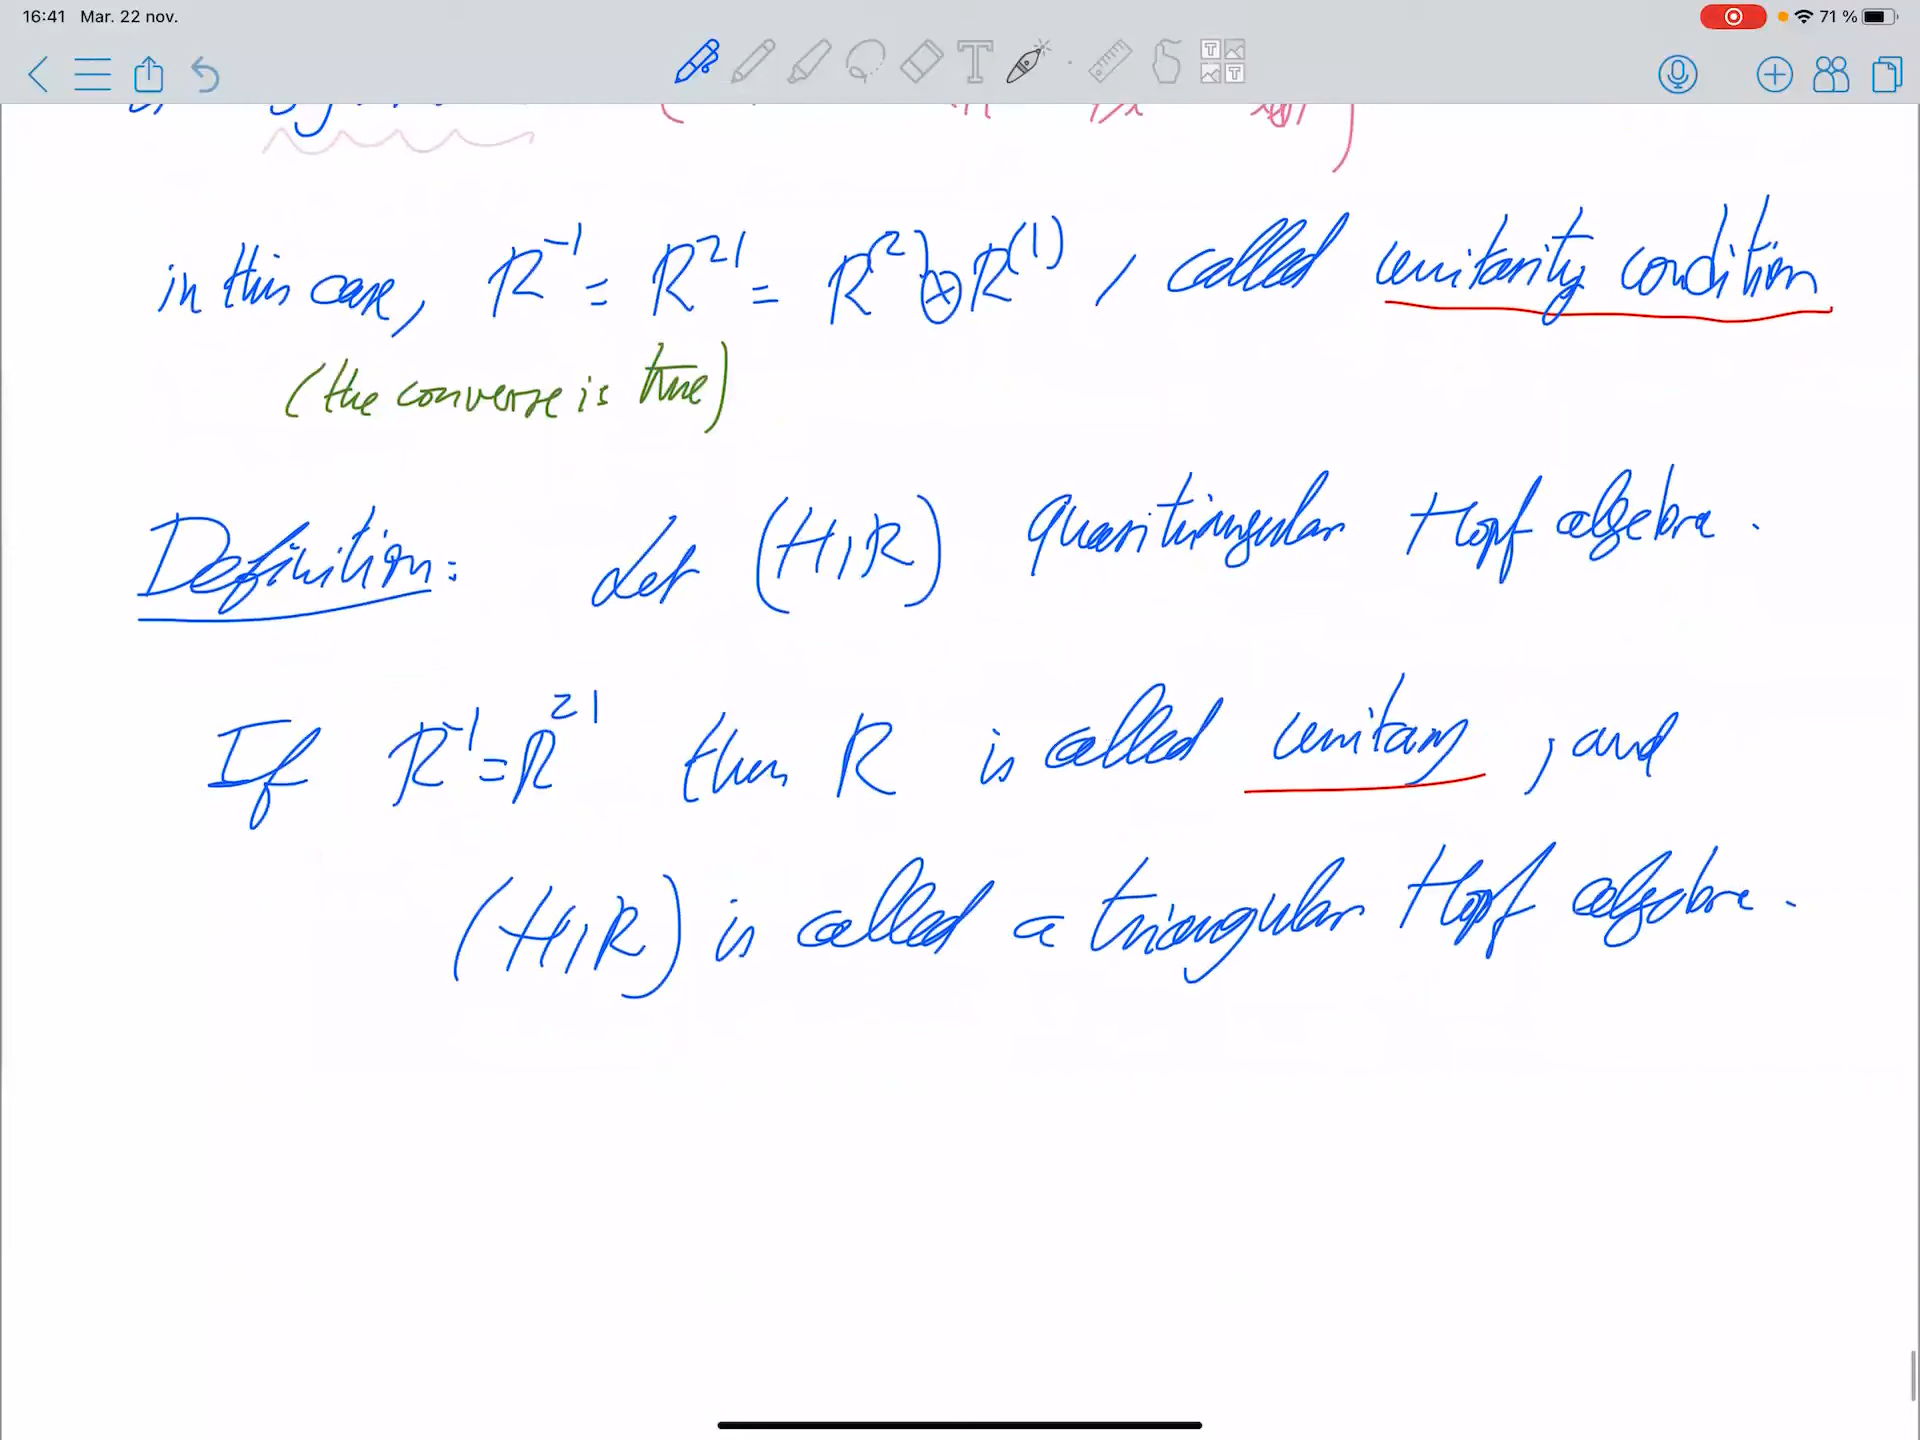 16:41 Mar. 22 nov. 71 %
in this case, R⁻¹ = R²¹ = R⁽²⁾ ⊗ R⁽¹⁾, called unitarity condition
(the converse is true)
Definition: Let (H, R) quasitriangular Hopf algebra.
If R⁻¹ = R²¹ then R is called unitary, and
(H, R) is called a triangular Hopf algebra.